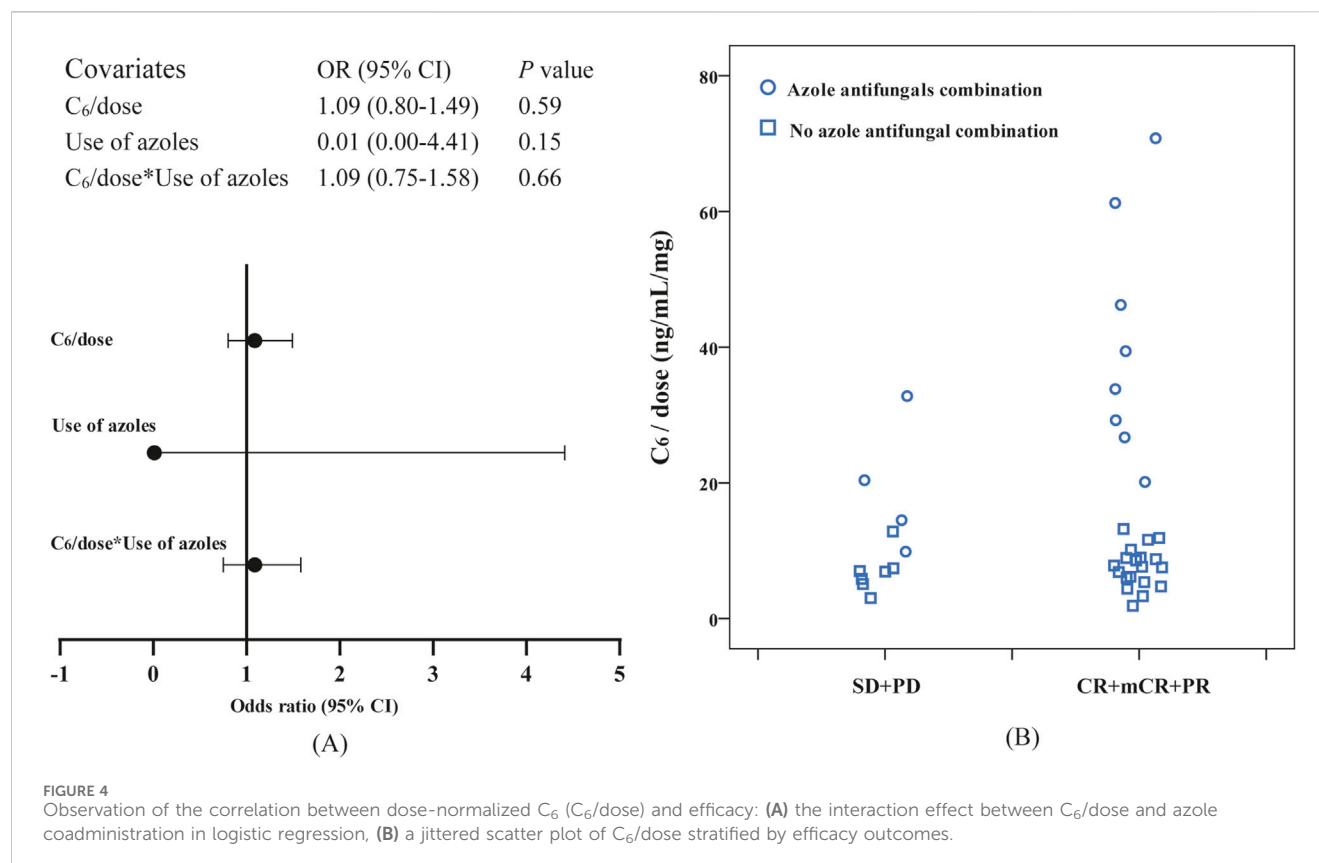 Covariates OR (95% CI) P value
C₆/dose 1.09 (0.80-1.49) 0.59
Use of azoles 0.01 (0.00-4.41) 0.15
C₆/dose*Use of azoles 1.09 (0.75-1.58) 0.66
C₆/dose
Use of azoles
C₆/dose*Use of azoles
-1 0 1 2 3 4 5
Odds ratio (95% CI)
(A)
C₆ / dose (ng/mL/mg)
80
60
40
20
0
Azole antifungals combination
No azole antifungal combination
SD+PD CR+mCR+PR
(B)
FIGURE 4
Observation of the correlation between dose-normalized C₆ (C₆/dose) and efficacy: (A) the interaction effect between C₆/dose and azole
coadministration in logistic regression, (B) a jittered scatter plot of C₆/dose stratified by efficacy outcomes.